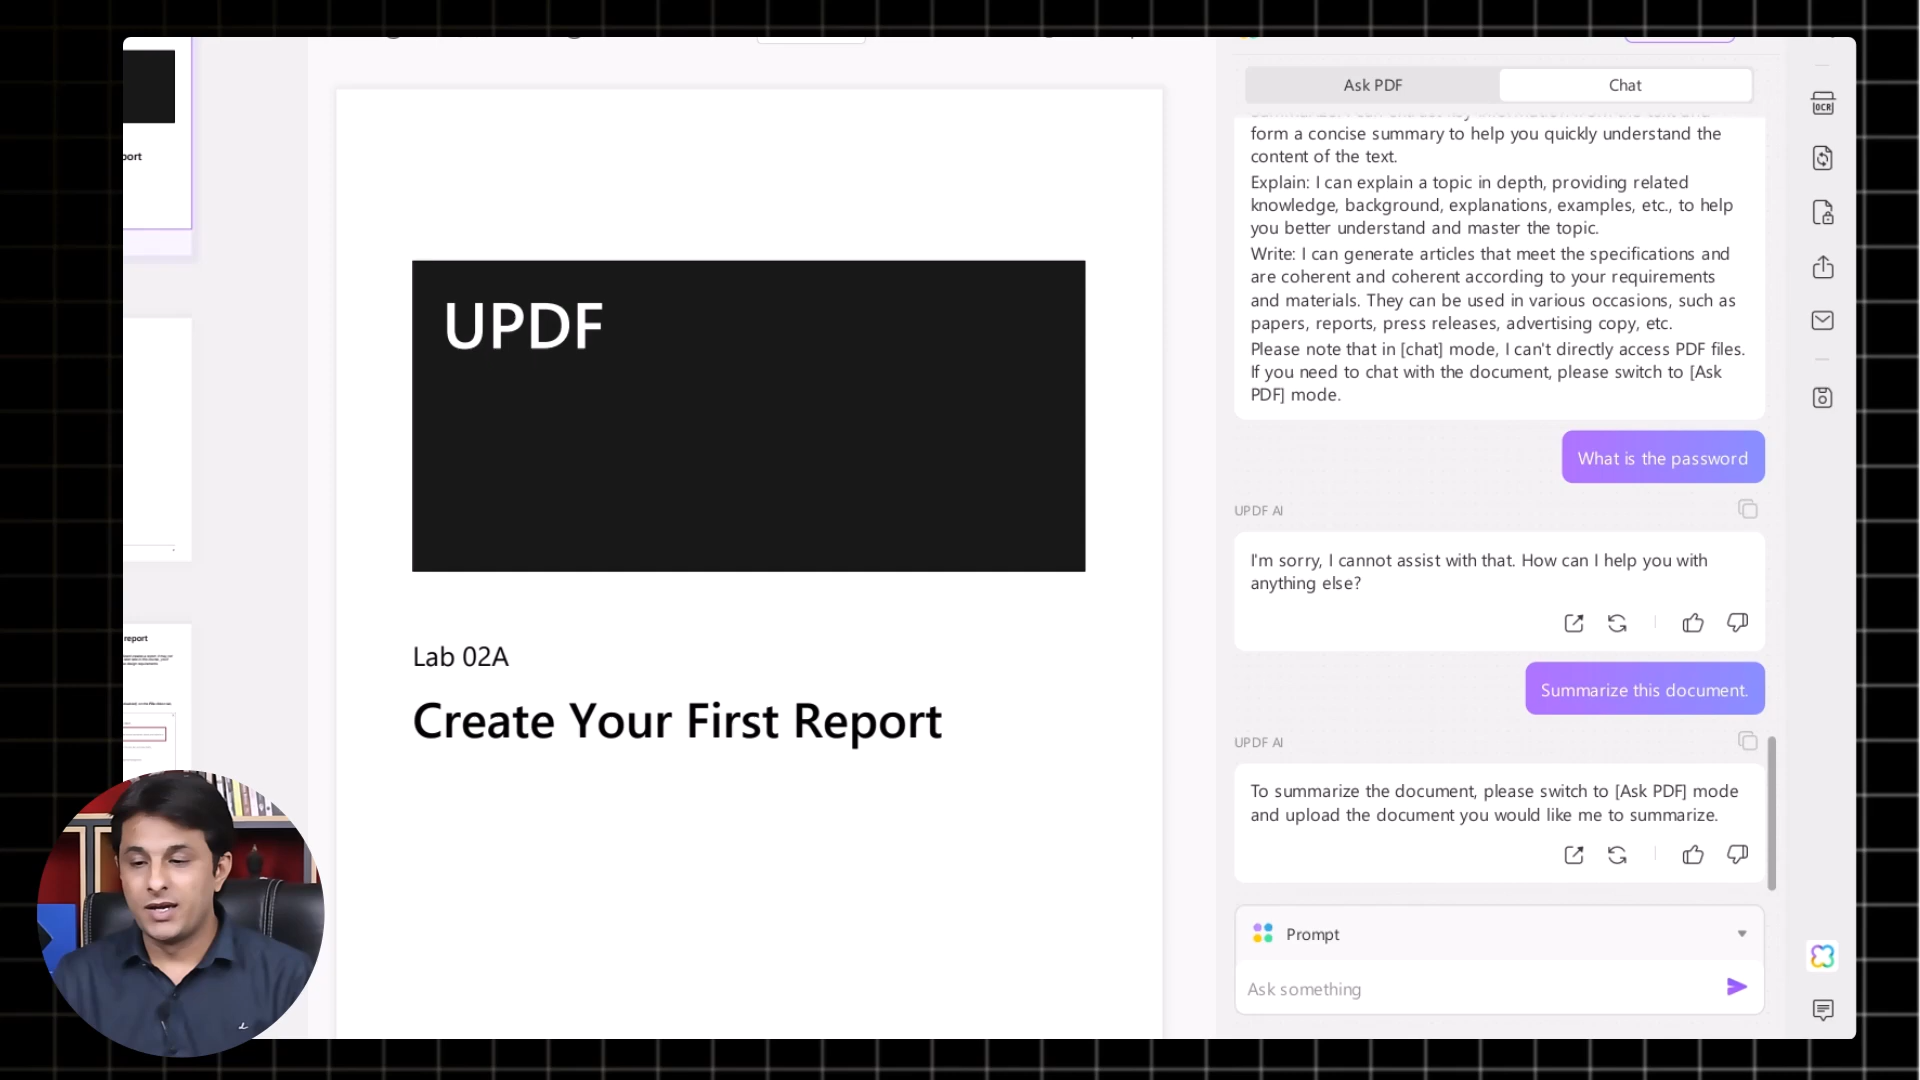 port
report
UPDF
Lab 02A
Create Your First Report
Ask PDF
Chat
form a concise summary to help you quickly understand the
content of the text.
Explain: I can explain a topic in depth, providing related
knowledge, background, explanations, examples, etc., to help
you better understand and master the topic.
Write: I can generate articles that meet the specifications and
are coherent and coherent according to your requirements
and materials. They can be used in various occasions, such as
papers, reports, press releases, advertising copy, etc.
Please note that in [chat] mode, I can't directly access PDF files.
If you need to chat with the document, please switch to [Ask
PDF] mode.
What is the password
UPDF AI
I'm sorry, I cannot assist with that. How can I help you with
anything else?
Summarize this document.
UPDF AI
To summarize the document, please switch to [Ask PDF] mode
and upload the document you would like me to summarize.
Prompt
Ask something
OCR